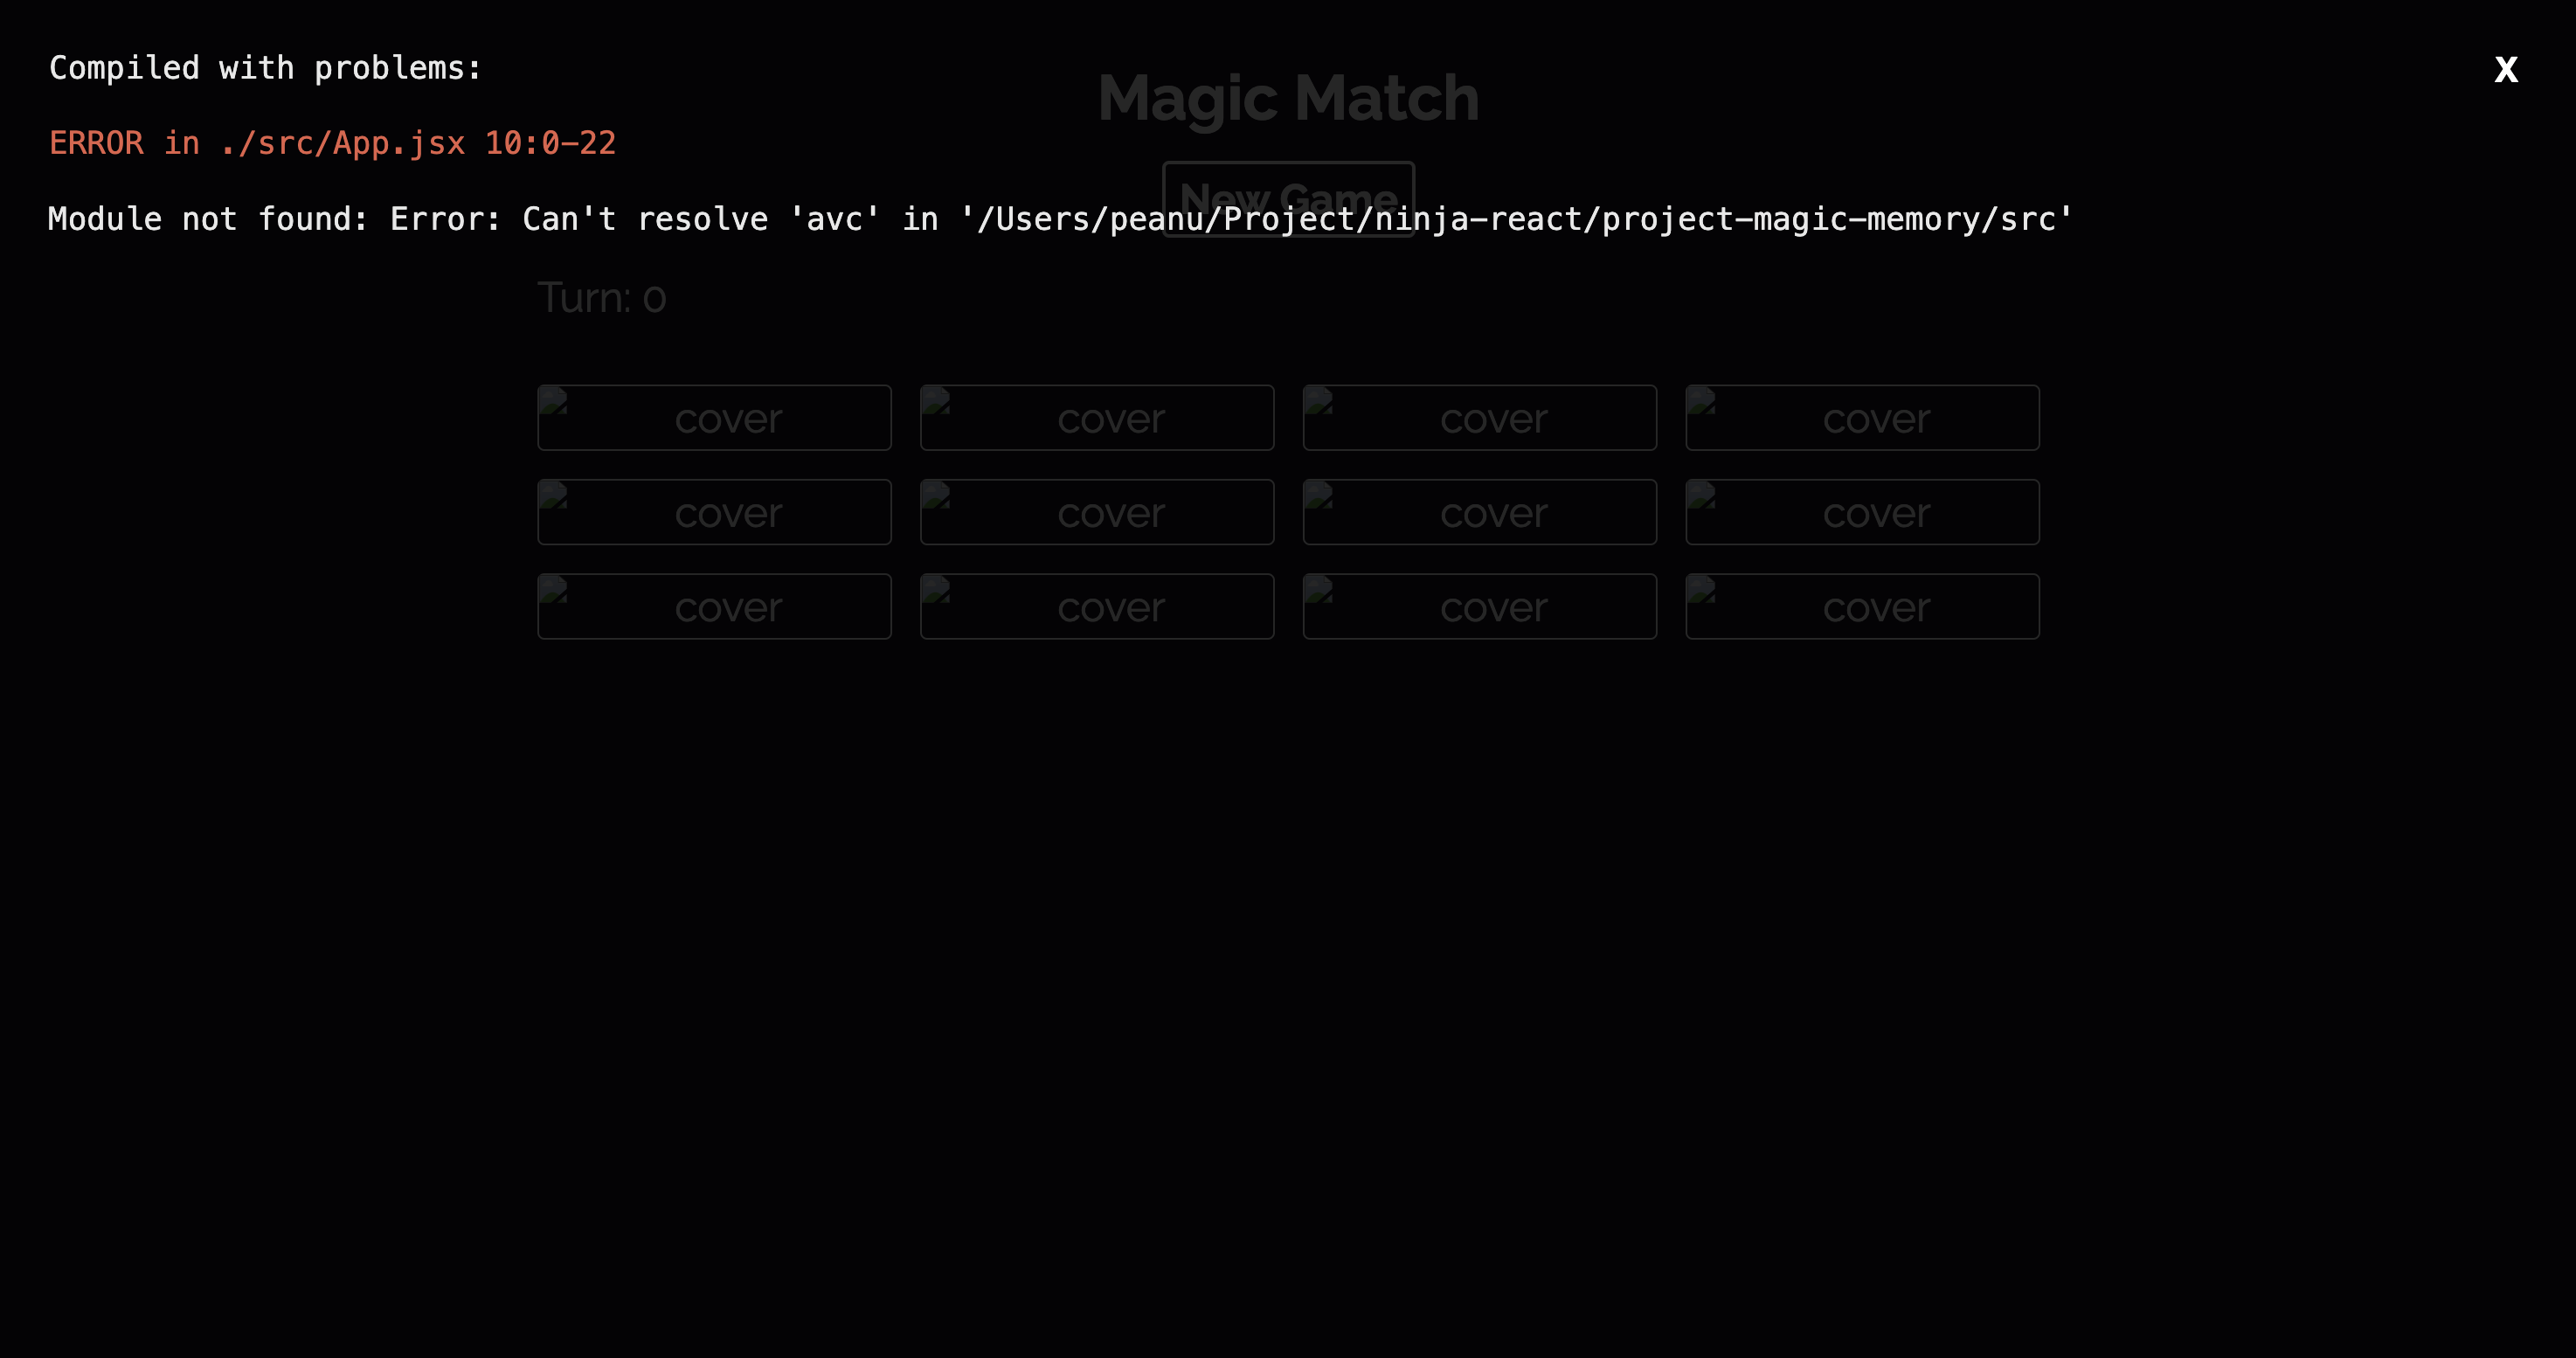 Compiled with problems:
X
Magic Match
ERROR in ./src/App.jsx 10:0-22
New Game
Module not found: Error: Can't resolve 'avc' in '/Users/peanu/Project/ninja-react/project-magic-memory/src'
Turn: 0
cover cover cover cover
cover cover cover cover
cover cover cover cover